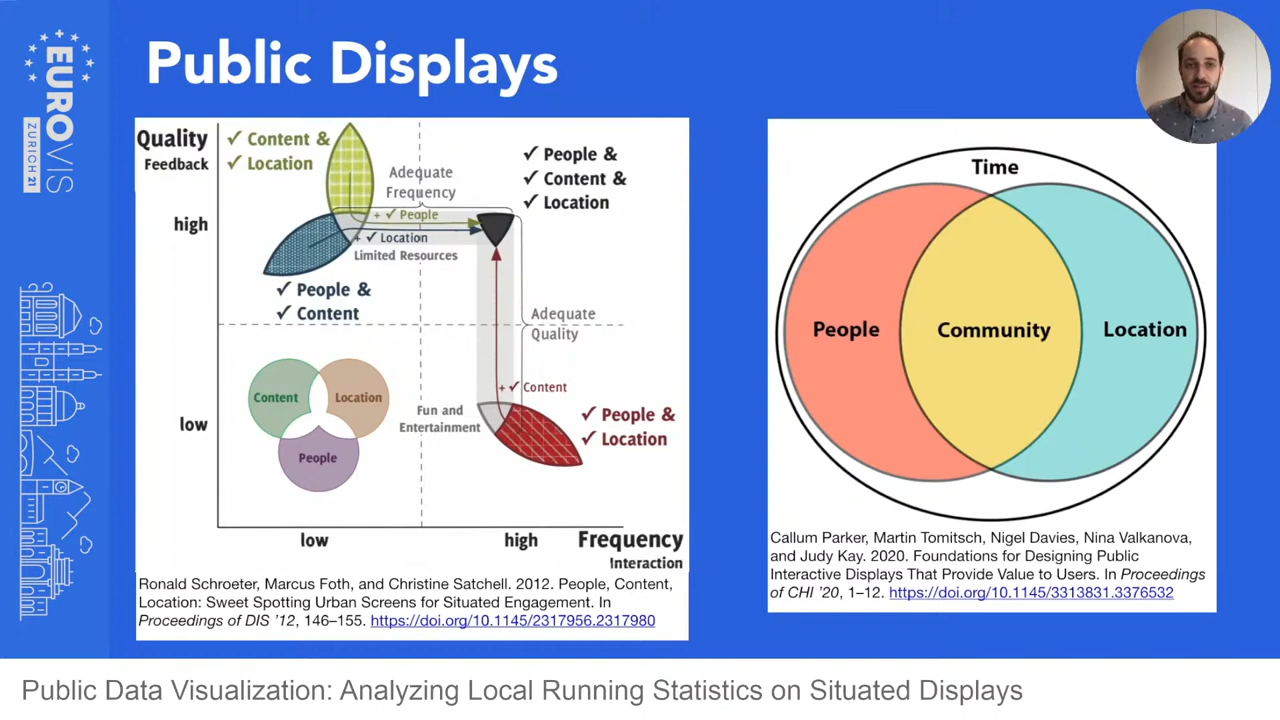 EUROVIS
ZURICH 21
Public Displays
Quality
Feedback
high
low
✓ Content &
✓ Location
Adequate
Frequency
+ ✓ People
+ ✓ Location
Limited Resources
✓ People &
✓ Content &
✓ Location
✓ People &
✓ Content
Adequate
Quality
Content
Location
People
Fun and
Entertainment
+ ✓ Content
✓ People &
✓ Location
low
high
Frequency
Interaction
Ronald Schroeter, Marcus Foth, and Christine Satchell. 2012. People, Content,
Location: Sweet Spotting Urban Screens for Situated Engagement. In
Proceedings of DIS ’12, 146–155. https://doi.org/10.1145/2317956.2317980
Time
People
Community
Location
Callum Parker, Martin Tomitsch, Nigel Davies, Nina Valkanova,
and Judy Kay. 2020. Foundations for Designing Public
Interactive Displays That Provide Value to Users. In Proceedings
of CHI ’20, 1–12. https://doi.org/10.1145/3313831.3376532
Public Data Visualization: Analyzing Local Running Statistics on Situated Displays